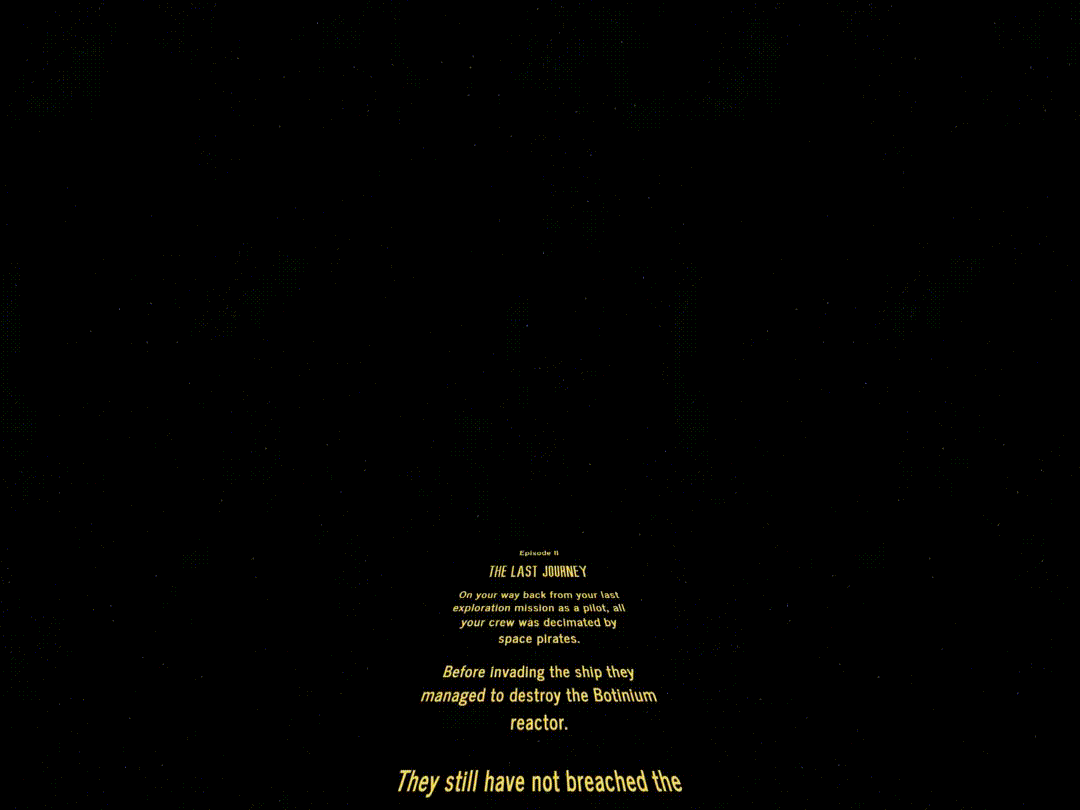 Episode II
THE LAST JOURNEY
On your way back from your last
exploration mission as a pilot, all
your crew was decimated by
space pirates.
Before invading the ship they
managed to destroy the Botinium
reactor.
They still have not breached the